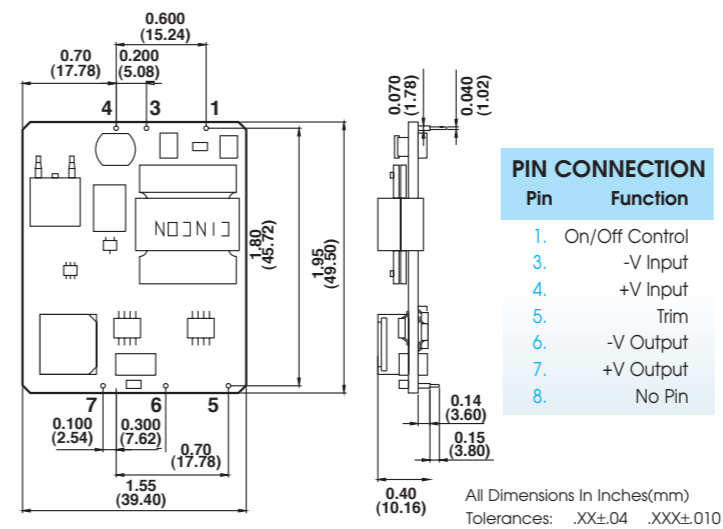 0.600
(15.24)
0.70
(17.78)
0.200
(5.08)
4 3 1
1.80
(45.72)
1.95
(49.50)
7 6 5
0.100
(2.54)
0.300
(7.62)
0.70
(17.78)
1.55
(39.40)
0.070
(1.78)
0.040
(1.02)
0.14
(3.60)
0.15
(3.80)
0.40
(10.16)
PIN CONNECTION
Pin Function
1. On/Off Control
3. -V Input
4. +V Input
5. Trim
6. -V Output
7. +V Output
8. No Pin
All Dimensions In Inches(mm)
Tolerances: .XX±.04 .XXX±.010